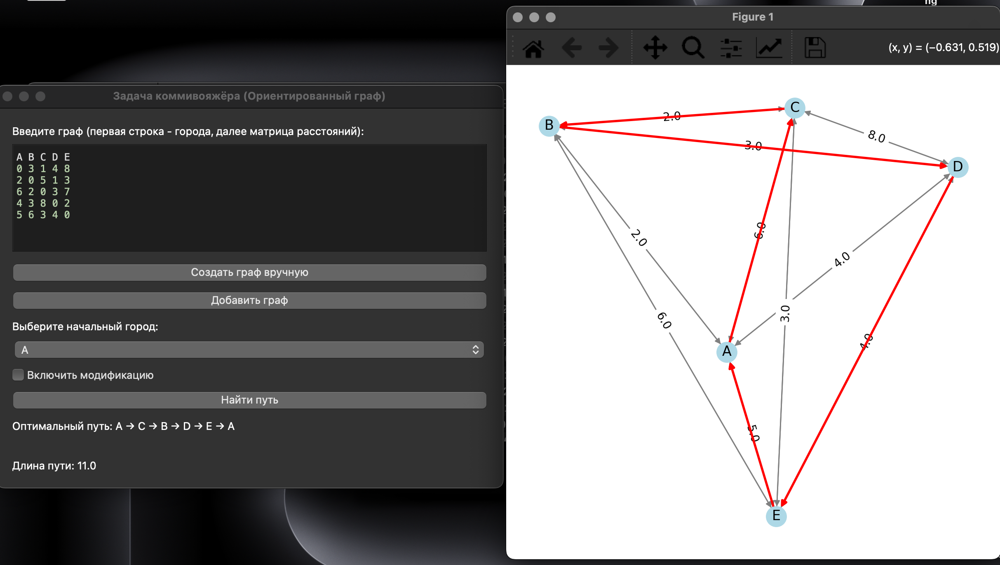 Задача коммивояжёра (Ориентированный граф)
Введите граф (первая строка - города, далее матрица расстояний):
A B C D E
0 3 1 4 8
2 0 5 1 3
6 2 0 3 7
4 3 8 0 2
5 6 3 4 0
Создать граф вручную
Добавить граф
Выберите начальный город:
A
Включить модификацию
Найти путь
Оптимальный путь: A → C → B → D → E → A
Длина пути: 11.0
ng
Figure 1
(x, y) = (−0.631, 0.519)
C
B
2.0
8.0
3.0
D
6.0
2.0
4.0
3.0
6.0
4.0
A
5.0
E